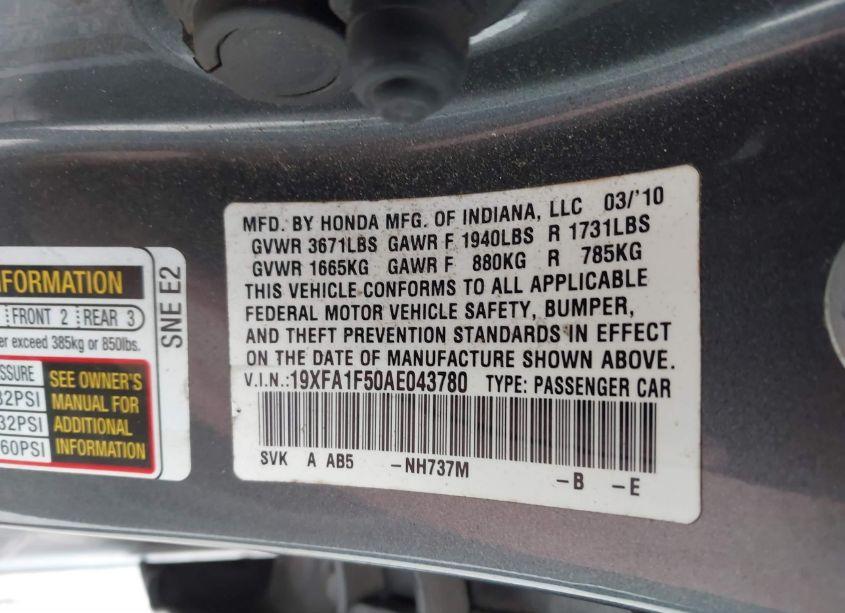 MFD. BY HONDA MFG. OF INDIANA, LLC 03/'10
GVWR 3671LBS GAWR F 1940LBS R 1731LBS
GVWR 1665KG GAWR F 880KG R 785KG
THIS VEHICLE CONFORMS TO ALL APPLICABLE
FEDERAL MOTOR VEHICLE SAFETY, BUMPER,
AND THEFT PREVENTION STANDARDS IN EFFECT
ON THE DATE OF MANUFACTURE SHOWN ABOVE.
V.I.N.:19XFA1F50AE043780 TYPE: PASSENGER CAR
SVK A AB5 -NH737M -B -E
FORMATION
FRONT 2 REAR 3
er exceed 385kg or 850lbs.
SSURE
32PSI
32PSI
60PSI
SEE OWNER'S
MANUAL FOR
ADDITIONAL
INFORMATION
SNE E2